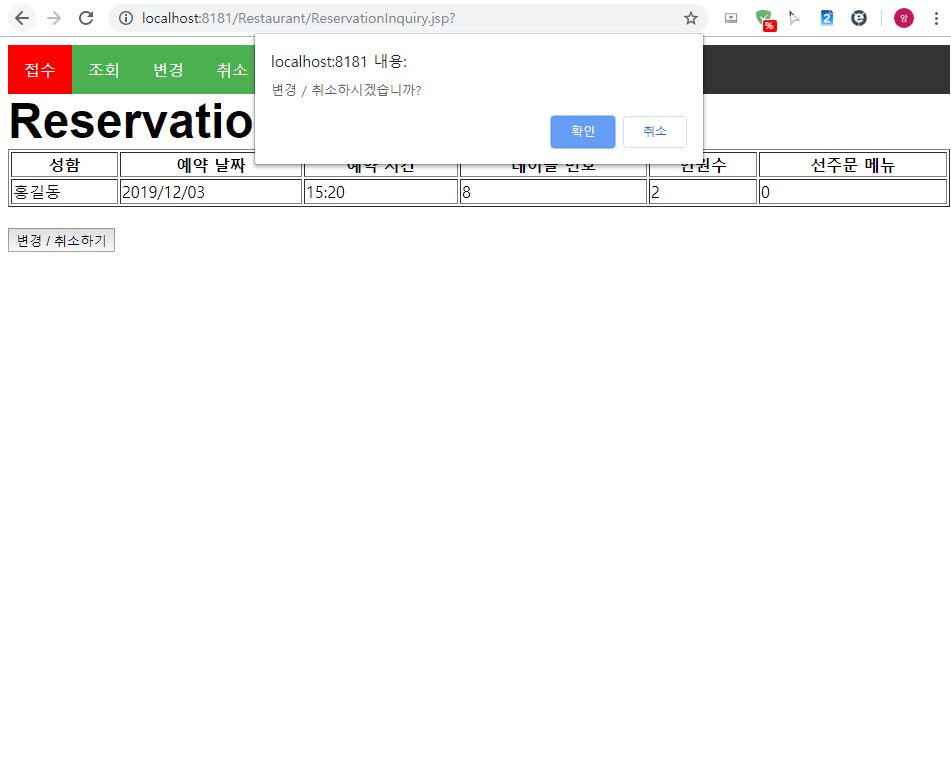 localhost:8181/Restaurant/ReservationInquiry.jsp?
% 2 e 양
localhost:8181 내용:
변경 / 취소하시겠습니까?
확인 취소
접수 조회 변경 취소
Reservatio
성함 예약 날짜 예약 시간 테이블 번호 인원수 선주문 메뉴
홍길동 2019/12/03 15:20 8 2 0
변경 / 취소하기